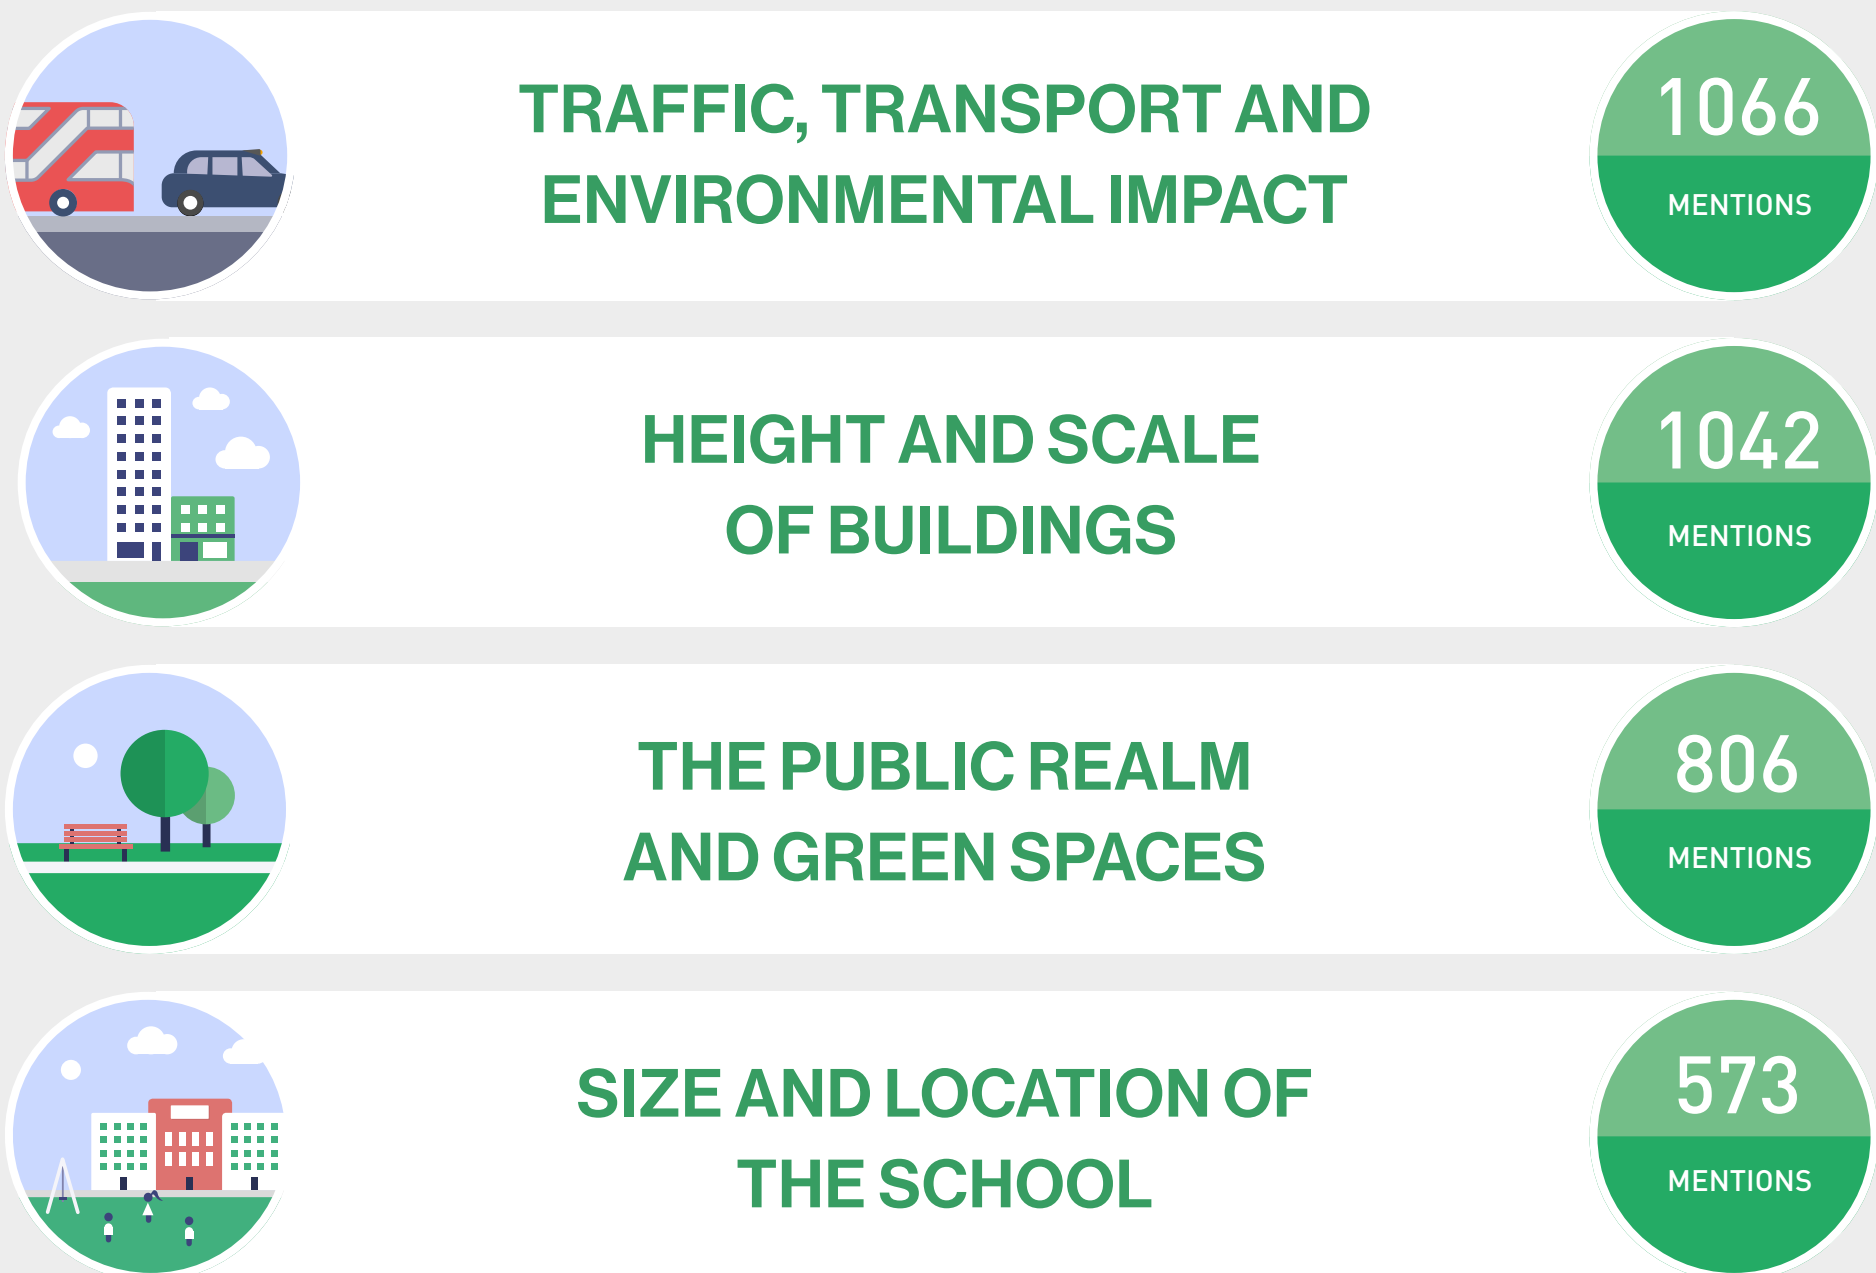 TRAFFIC, TRANSPORT AND
ENVIRONMENTAL IMPACT
1066
MENTIONS
HEIGHT AND SCALE
OF BUILDINGS
1042
MENTIONS
THE PUBLIC REALM
AND GREEN SPACES
806
MENTIONS
SIZE AND LOCATION OF
THE SCHOOL
573
MENTIONS